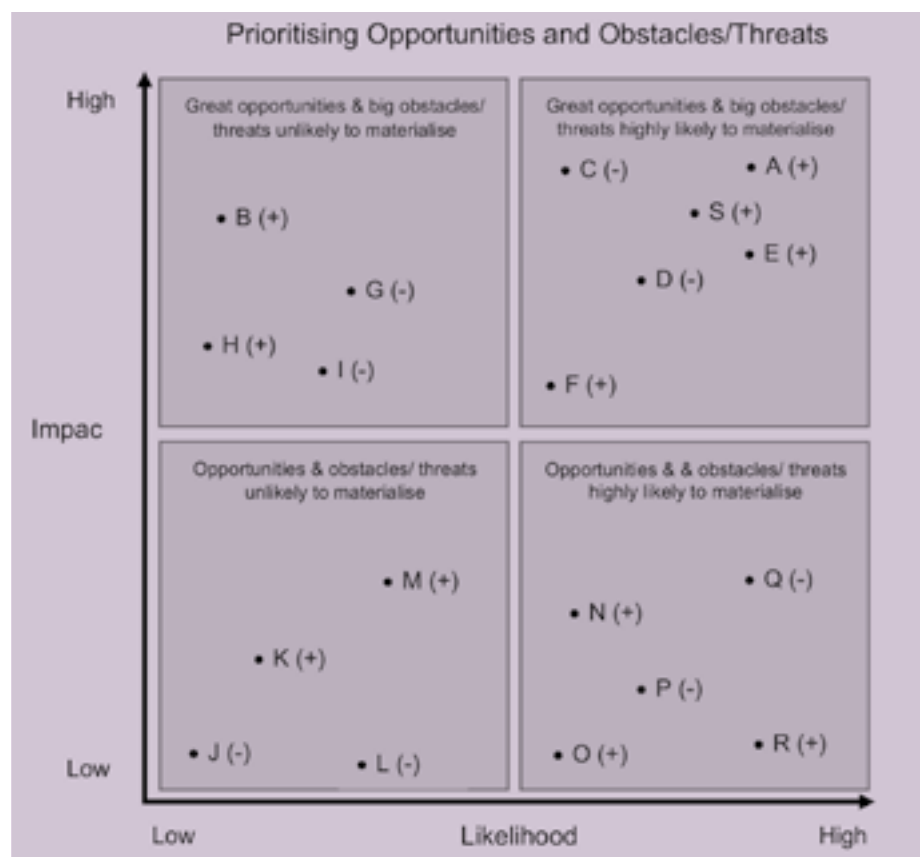 Prioritising Opportunities and Obstacles/Threats
High
Great opportunities & big obstacles/
threats unlikely to materialise
Great opportunities & big obstacles/
threats highly likely to materialise
C (-)
A (+)
B (+)
S (+)
E (+)
D (-)
G (-)
H (+)
I (-)
F (+)
Impac
Opportunities & obstacles/ threats
unlikely to materialise
Opportunities & & obstacles/ threats
highly likely to materialise
M (+)
Q (-)
N (+)
K (+)
P (-)
J (-)
L (-)
O (+)
R (+)
Low
Low
Likelihood
High